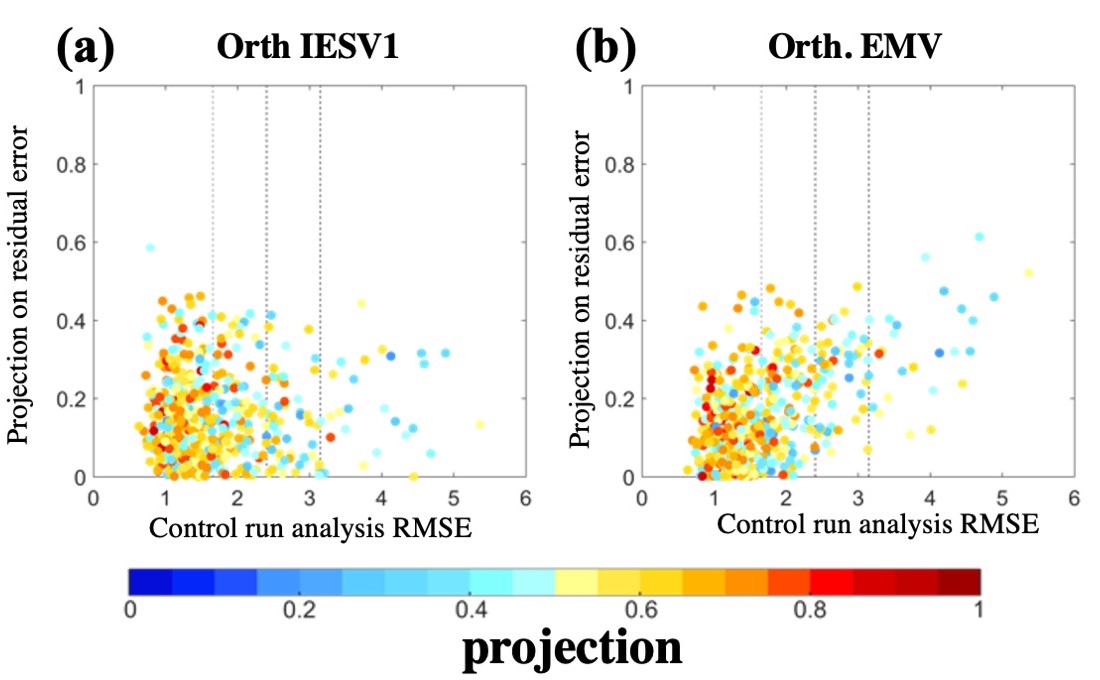 (a) Orth IESV1
1
0.8
0.6
0.4
0.2
0
Projection on residual error
0 1 2 3 4 5 6
Control run analysis RMSE
(b) Orth. EMV
1
0.8
0.6
0.4
0.2
0
Projection on residual error
0 1 2 3 4 5 6
Control run analysis RMSE
0 0.2 0.4 0.6 0.8 1
projection